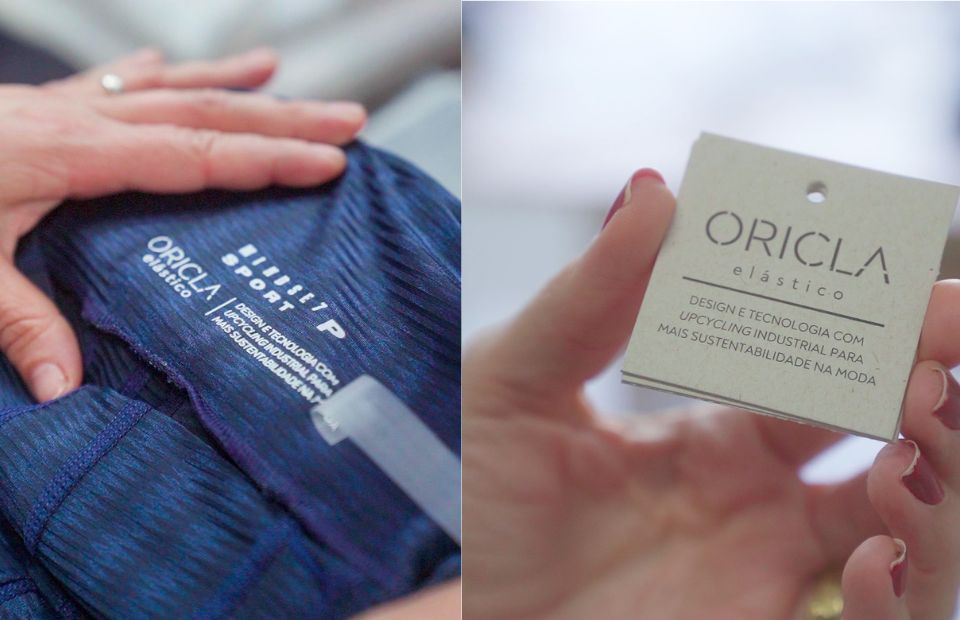 SPORT P
ORICLA
elástico
DESIGN E TECNOLOGIA COM
UPCYCLING INDUSTRIAL PARA
MAIS SUSTENTABILIDADE NA
ORICLA
elástico
DESIGN E TECNOLOGIA COM
UPCYCLING INDUSTRIAL PARA
MAIS SUSTENTABILIDADE NA MODA